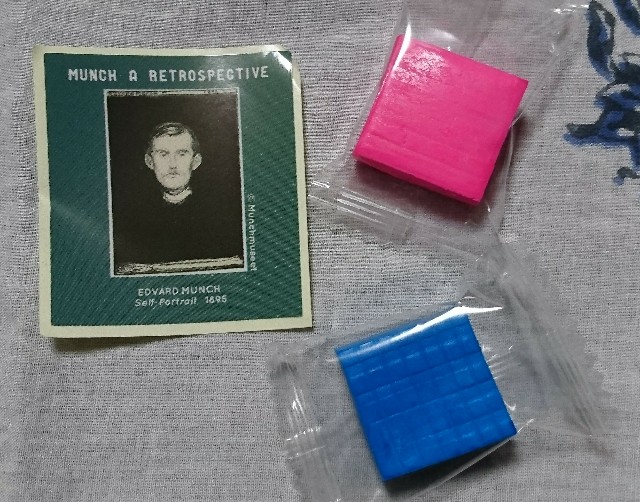 MUNCH A RETROSPECTIVE
© Munchmuseet
EDVARD MUNCH
Self-Portrait 1895